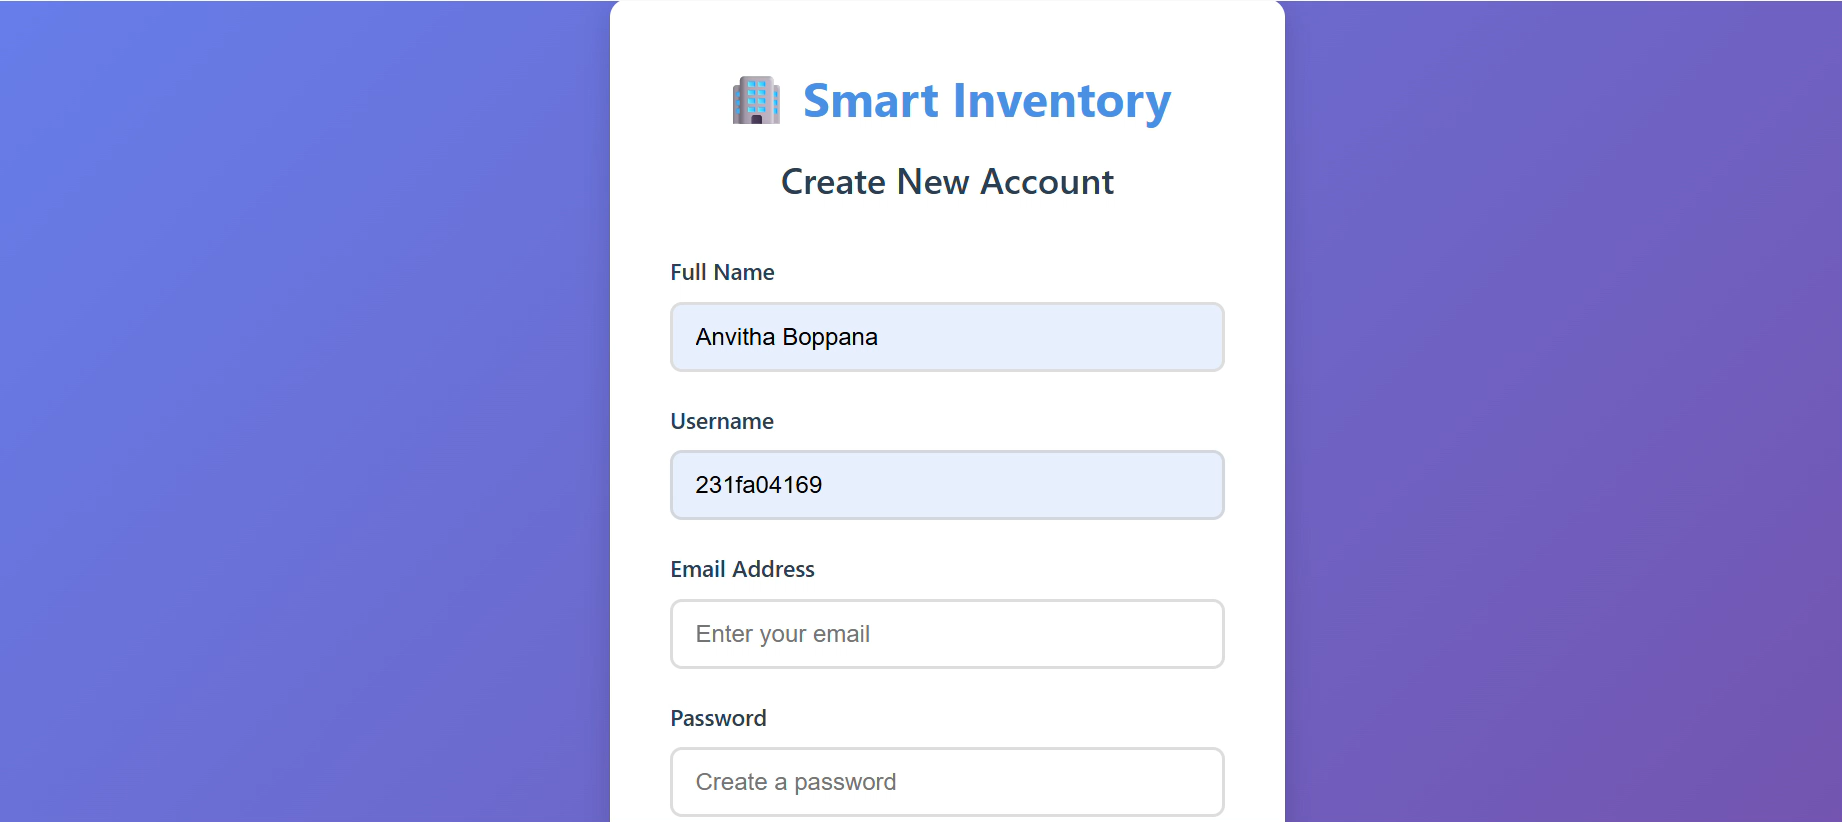 Smart Inventory
Create New Account
Full Name
Anvitha Boppana
Username
231fa04169
Email Address
Enter your email
Password
Create a password